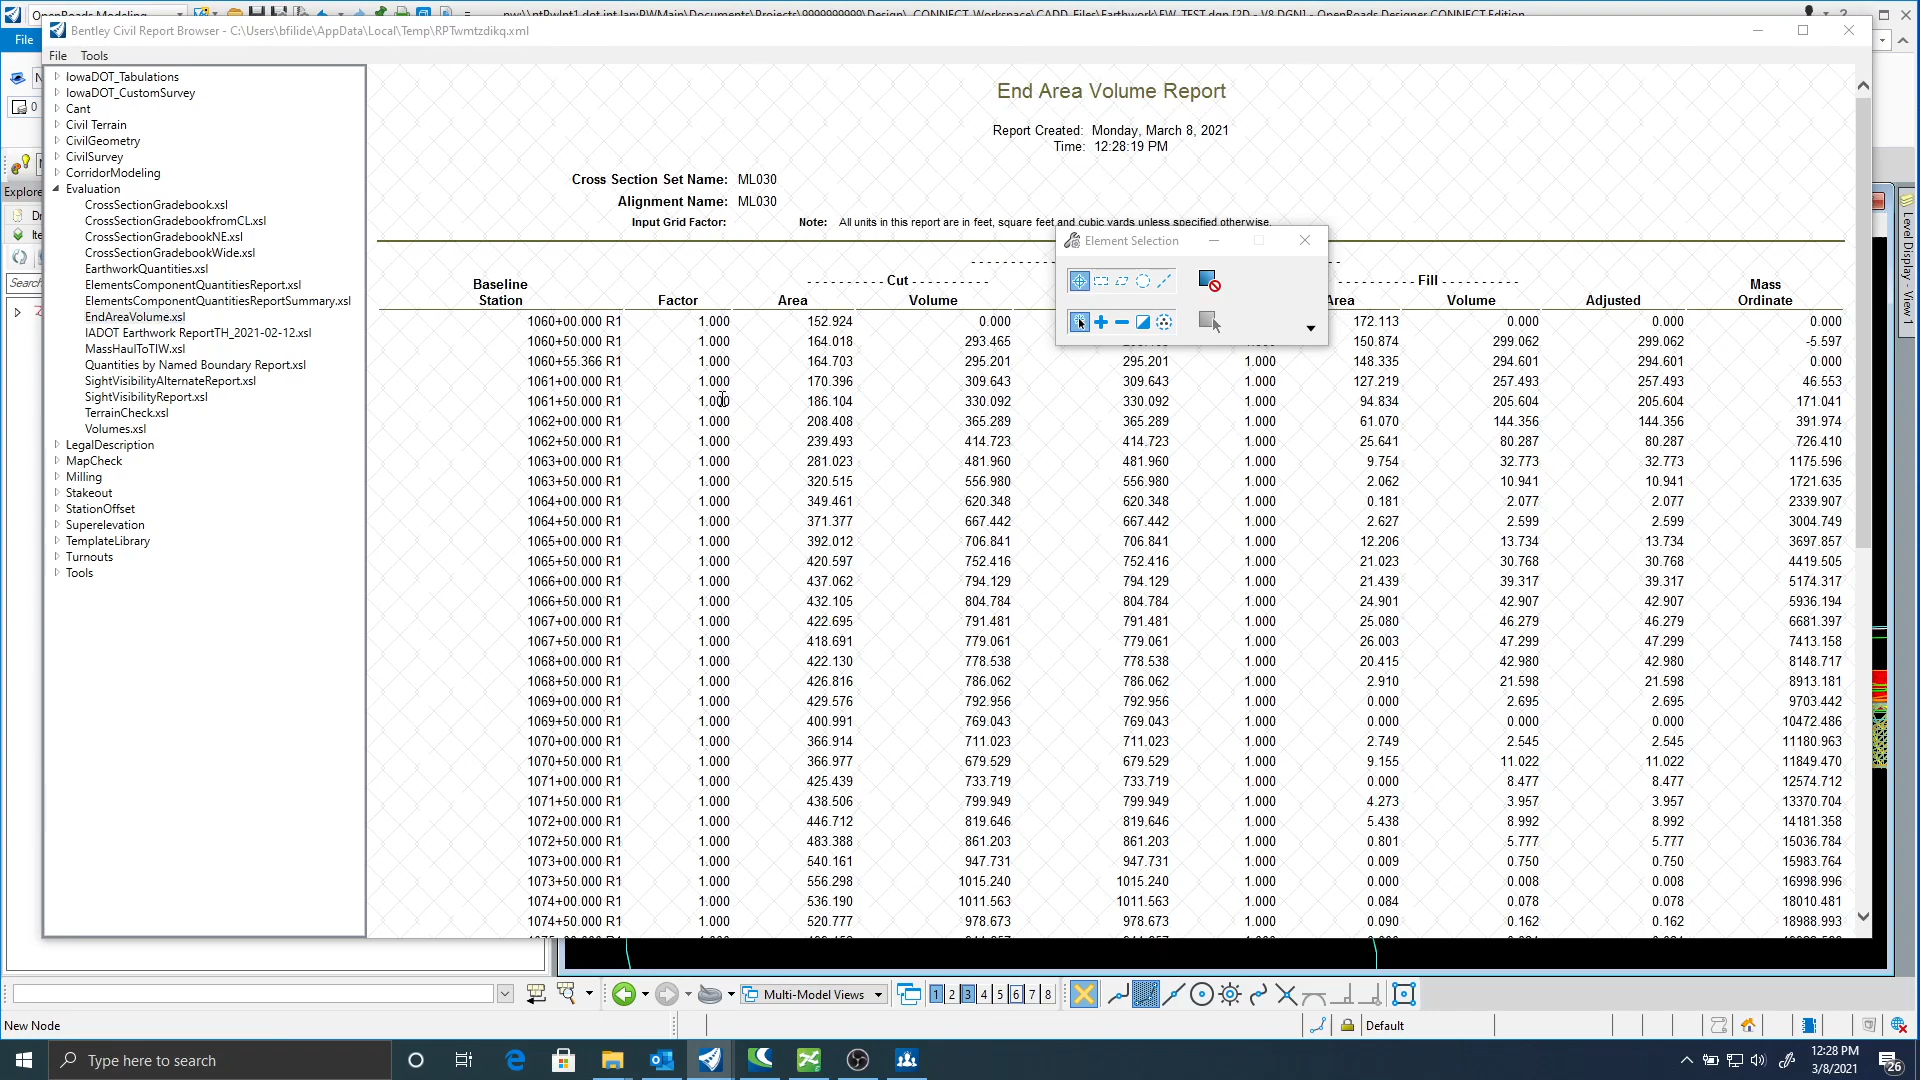 OpenRoads Modeling
pw:\\ntPwInt1.dot.int.lan:PWMain\Documents\Projects\9999999999\Design\_CONNECT_Workspace\CADD_Files\Earthwork\EW_TEST.dgn [2D - V8 DGN] - OpenRoads Designer CONNECT Edition
File
Bentley Civil Report Browser - C:\Users\bfilide\AppData\Local\Temp\RPTwmtzdikq.xml
File Tools
0
Explore
Searc
IowaDOT_Tabulations
IowaDOT_CustomSurvey
Cant
Civil Terrain
CivilGeometry
CivilSurvey
CorridorModeling
Evaluation
CrossSectionGradebook.xsl
CrossSectionGradebookfromCL.xsl
CrossSectionGradebookNE.xsl
CrossSectionGradebookWide.xsl
EarthworkQuantities.xsl
ElementsComponentQuantitiesReport.xsl
ElementsComponentQuantitiesReportSummary.xsl
EndAreaVolume.xsl
IADOT Earthwork ReportTH_2021-02-12.xsl
MassHaulToTIW.xsl
Quantities by Named Boundary Report.xsl
SightVisibilityAlternateReport.xsl
SightVisibilityReport.xsl
TerrainCheck.xsl
Volumes.xsl
LegalDescription
MapCheck
Milling
Stakeout
StationOffset
Superelevation
TemplateLibrary
Turnouts
Tools
End Area Volume Report
Report Created: Monday, March 8, 2021
Time: 12:28:19 PM
Cross Section Set Name: ML030
Alignment Name: ML030
Input Grid Factor: Note: All units in this report are in feet, square feet and cubic yards unless specified otherwise.
Element Selection
Level Display - View 1
Baseline - - - - - - - - - - Cut - - - - - - - - - - - - - - - - - - - - Fill - - - - - - - - - - Mass
Station Factor Area Volume Area Volume Adjusted Ordinate
1060+00.000 R1 1.000 152.924 0.000 172.113 0.000 0.000 0.000
1060+50.000 R1 1.000 164.018 293.465 150.874 299.062 299.062 -5.597
1060+55.366 R1 1.000 164.703 295.201 295.201 1.000 148.335 294.601 294.601 0.000
1061+00.000 R1 1.000 170.396 309.643 309.643 1.000 127.219 257.493 257.493 46.553
1061+50.000 R1 1.000 186.104 330.092 330.092 1.000 94.834 205.604 205.604 171.041
1062+00.000 R1 1.000 208.408 365.289 365.289 1.000 61.070 144.356 144.356 391.974
1062+50.000 R1 1.000 239.493 414.723 414.723 1.000 25.641 80.287 80.287 726.410
1063+00.000 R1 1.000 281.023 481.960 481.960 1.000 9.754 32.773 32.773 1175.596
1063+50.000 R1 1.000 320.515 556.980 556.980 1.000 2.062 10.941 10.941 1721.635
1064+00.000 R1 1.000 349.461 620.348 620.348 1.000 0.181 2.077 2.077 2339.907
1064+50.000 R1 1.000 371.377 667.442 667.442 1.000 2.627 2.599 2.599 3004.749
1065+00.000 R1 1.000 392.012 706.841 706.841 1.000 12.206 13.734 13.734 3697.857
1065+50.000 R1 1.000 420.597 752.416 752.416 1.000 21.023 30.768 30.768 4419.505
1066+00.000 R1 1.000 437.062 794.129 794.129 1.000 21.439 39.317 39.317 5174.317
1066+50.000 R1 1.000 432.105 804.784 804.784 1.000 24.901 42.907 42.907 5936.194
1067+00.000 R1 1.000 422.695 791.481 791.481 1.000 25.080 46.279 46.279 6681.397
1067+50.000 R1 1.000 418.691 779.061 779.061 1.000 26.003 47.299 47.299 7413.158
1068+00.000 R1 1.000 422.130 778.538 778.538 1.000 20.415 42.980 42.980 8148.717
1068+50.000 R1 1.000 426.816 786.062 786.062 1.000 2.910 21.598 21.598 8913.181
1069+00.000 R1 1.000 429.576 792.956 792.956 1.000 0.000 2.695 2.695 9703.442
1069+50.000 R1 1.000 400.991 769.043 769.043 1.000 0.000 0.000 0.000 10472.486
1070+00.000 R1 1.000 366.914 711.023 711.023 1.000 2.749 2.545 2.545 11180.963
1070+50.000 R1 1.000 366.977 679.529 679.529 1.000 9.155 11.022 11.022 11849.470
1071+00.000 R1 1.000 425.439 733.719 733.719 1.000 0.000 8.477 8.477 12574.712
1071+50.000 R1 1.000 438.506 799.949 799.949 1.000 4.273 3.957 3.957 13370.704
1072+00.000 R1 1.000 446.712 819.646 819.646 1.000 5.438 8.992 8.992 14181.358
1072+50.000 R1 1.000 483.388 861.203 861.203 1.000 0.801 5.777 5.777 15036.784
1073+00.000 R1 1.000 540.161 947.731 947.731 1.000 0.009 0.750 0.750 15983.764
1073+50.000 R1 1.000 556.298 1015.240 1015.240 1.000 0.000 0.008 0.008 16998.996
1074+00.000 R1 1.000 536.190 1011.563 1011.563 1.000 0.084 0.078 0.078 18010.481
1074+50.000 R1 1.000 520.777 978.673 978.673 1.000 0.090 0.162 0.162 18988.993
Multi-Model Views 1 2 3 4 5 6 7 8
New Node
Default
Type here to search
12:28 PM
3/8/2021
26